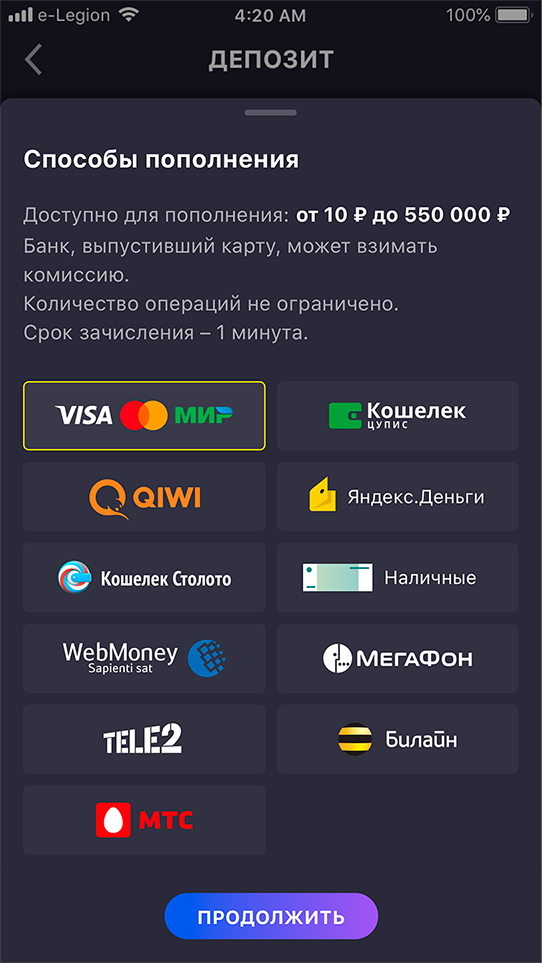 e-Legion 4:20 AM 100%
ДЕПОЗИТ
Способы пополнения
Доступно для пополнения: от 10 ₽ до 550 000 ₽
Банк, выпустивший карту, может взимать
комиссию.
Количество операций не ограничено.
Срок зачисления – 1 минута.
VISA МИР
Кошелек
ЦУПИС
QIWI
Яндекс.Деньги
Кошелек Столото
Наличные
WebMoney
Sapienti sat
МЕГАФОН
TELE2
Билайн
МТС
ПРОДОЛЖИТЬ